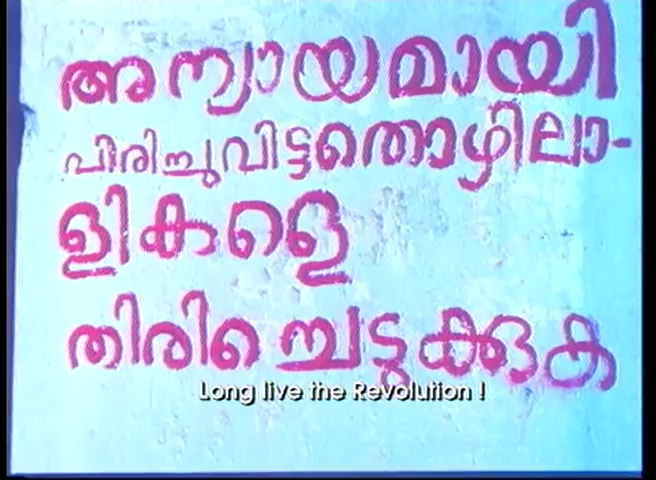 അന്യായമായി
പിരിച്ചുവിട്ടതൊഴിലാ-
ളികളെ
തിരിച്ചെടുക്കുക
Long live the Revolution !